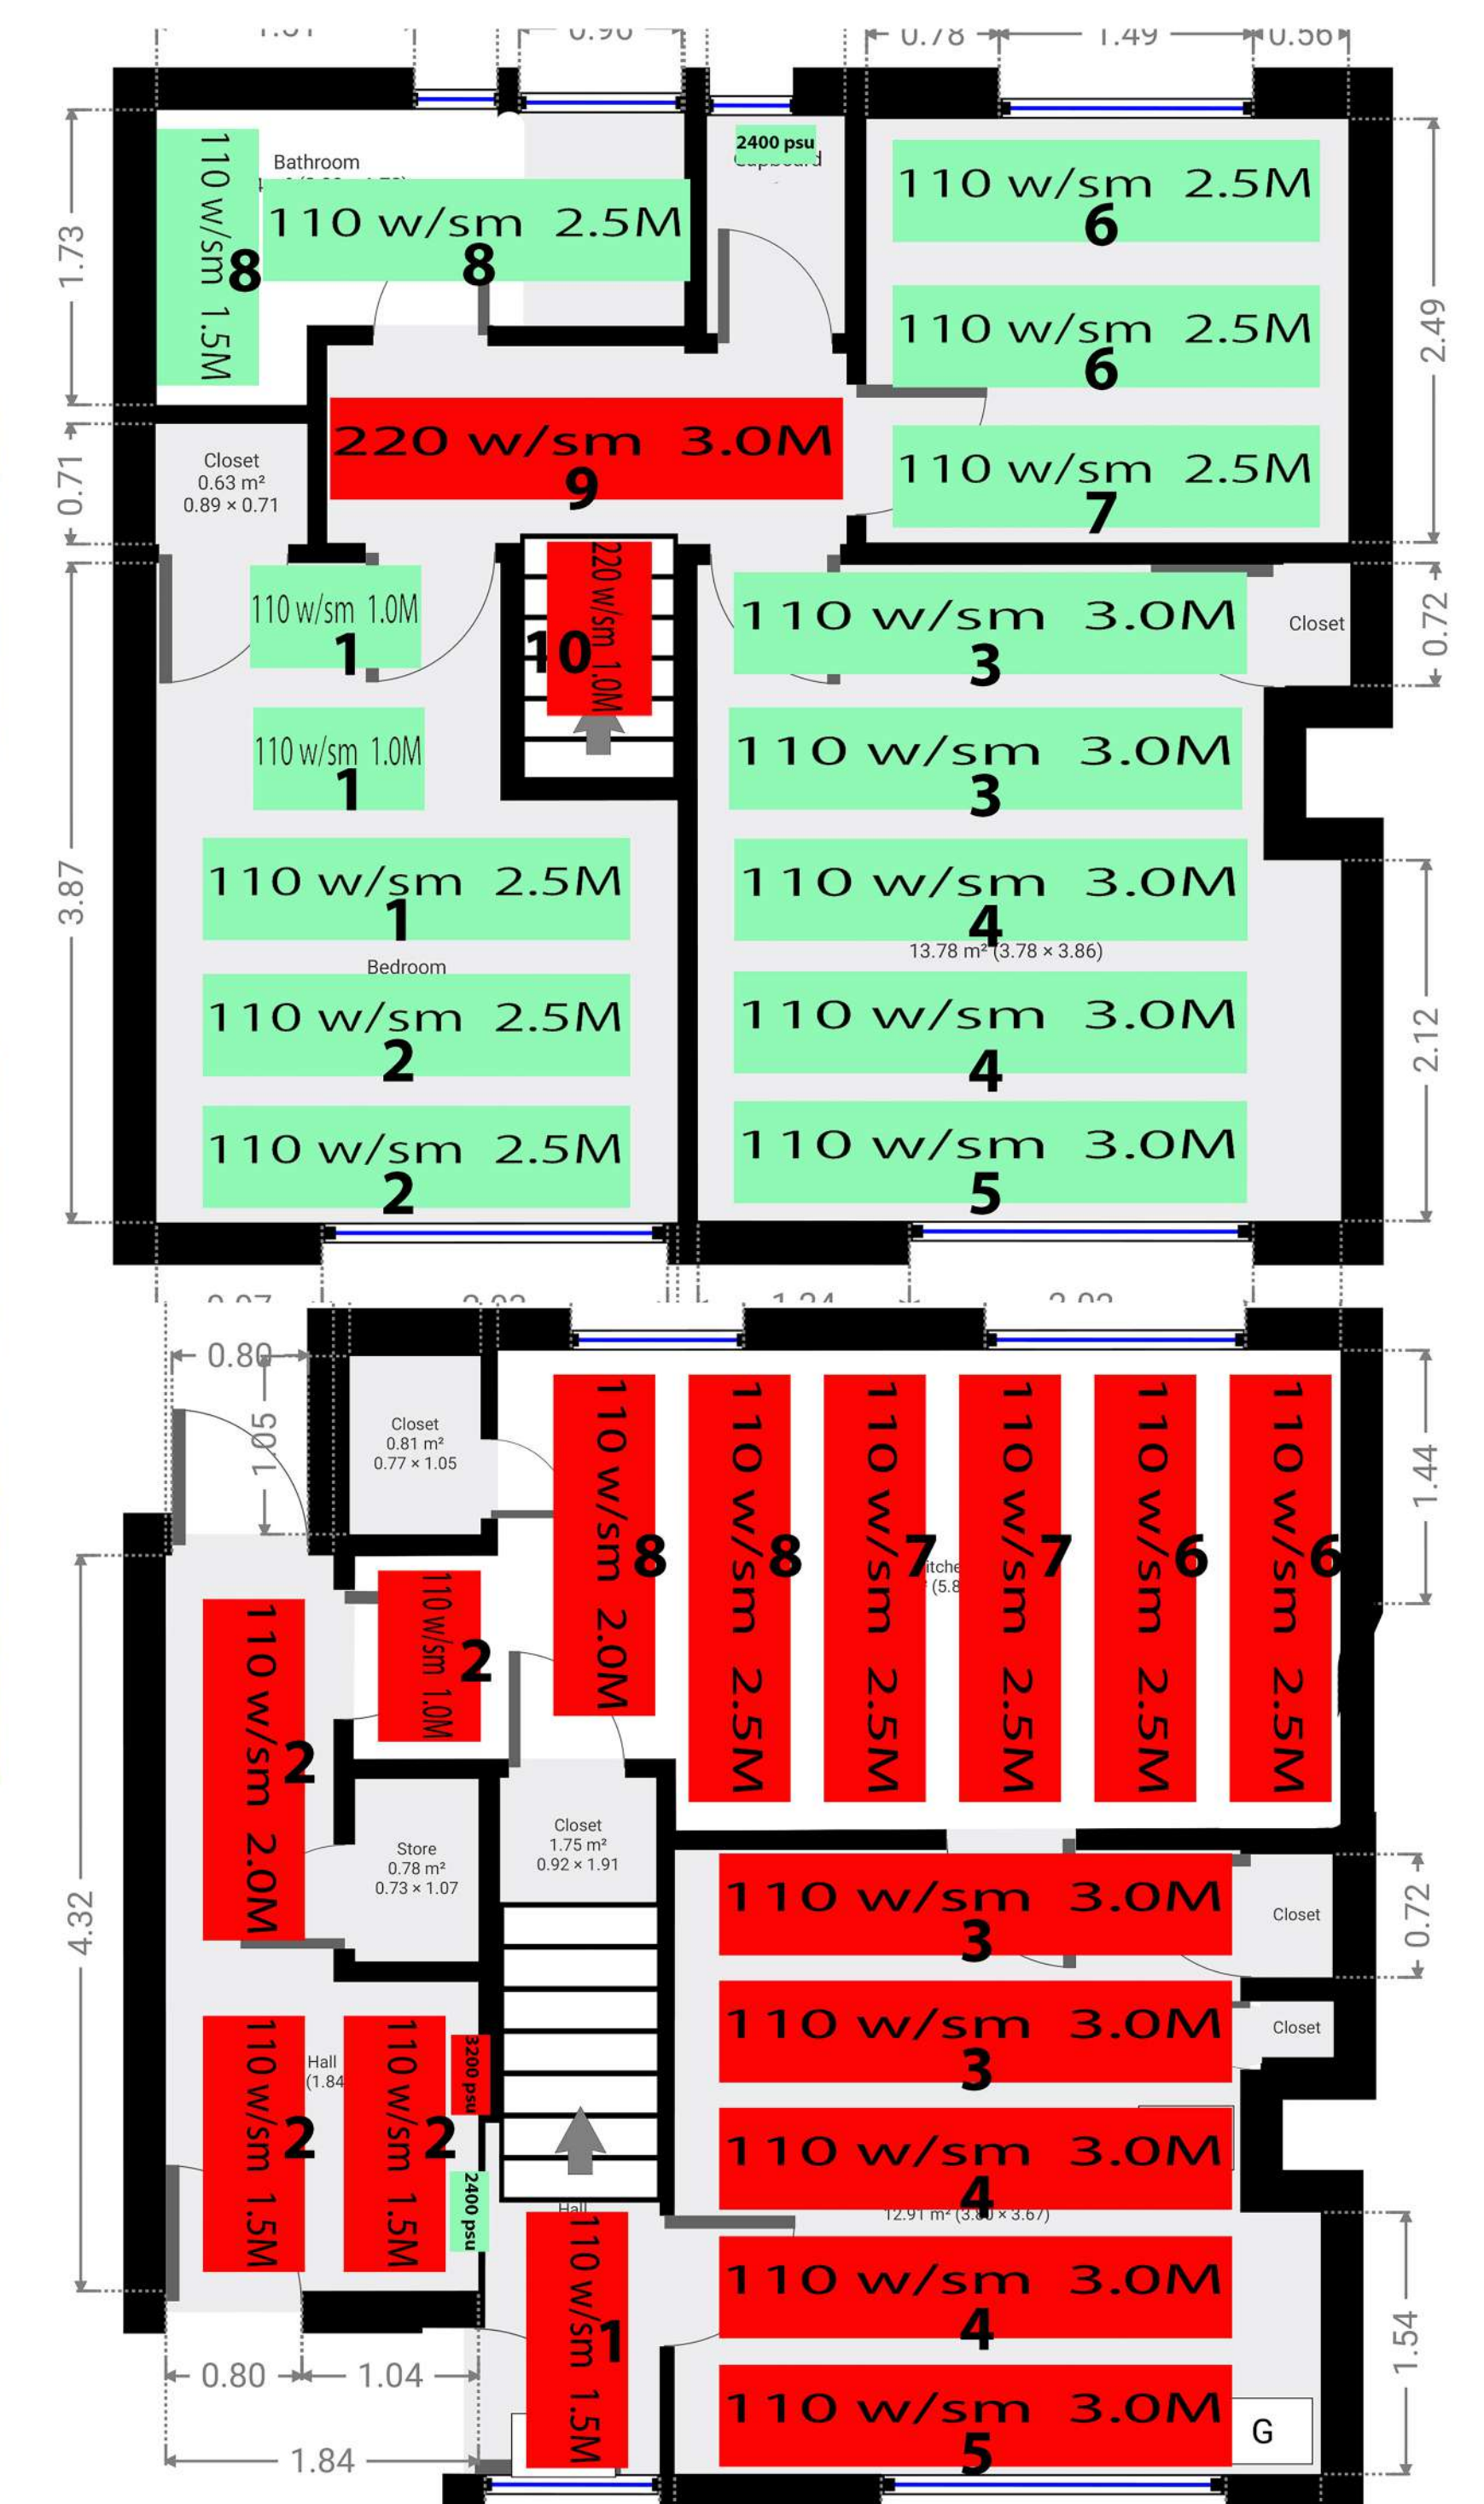 0.78
1.49
0.56
1.73
Bathroom
110 w/sm 1.5M
8
110 w/sm 2.5M
8
2400 psu
Cupboard
110 w/sm 2.5M
6
110 w/sm 2.5M
6
110 w/sm 2.5M
7
2.49
220 w/sm 3.0M
9
0.71
Closet
0.63 m²
0.89 × 0.71
220 w/sm 1.0M
10
110 w/sm 1.0M
1
110 w/sm 1.0M
1
110 w/sm 2.5M
1
Bedroom
110 w/sm 2.5M
2
110 w/sm 2.5M
2
3.87
110 w/sm 3.0M
3
Closet
0.72
110 w/sm 3.0M
3
110 w/sm 3.0M
4
13.78 m² (3.78 × 3.86)
110 w/sm 3.0M
4
110 w/sm 3.0M
5
2.12
0.80
1.05
Closet
0.81 m²
0.77 × 1.05
110 w/sm 2.0M
8
110 w/sm 2.5M
8
110 w/sm 2.5M
7
110 w/sm 2.5M
7
110 w/sm 2.5M
6
110 w/sm 2.5M
6
1.44
110 w/sm 1.0M
2
110 w/sm 2.0M
2
Store
0.78 m²
0.73 × 1.07
Closet
1.75 m²
0.92 × 1.91
4.32
110 w/sm 3.0M
3
Closet
0.72
110 w/sm 3.0M
3
Closet
110 w/sm 1.5M
2
Hall
(1.84
110 w/sm 1.5M
2
3200 psu
2400 psu
110 w/sm 3.0M
4
12.91 m² (3.80 × 3.67)
Hall
110 w/sm 1.5M
1
110 w/sm 3.0M
4
110 w/sm 3.0M
5
G
1.54
0.80
1.04
1.84